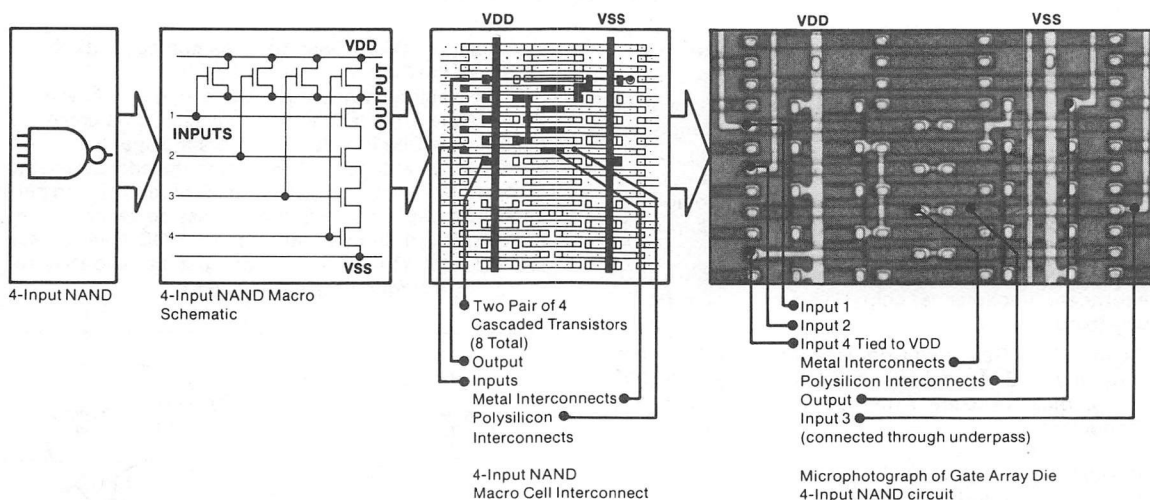 VDD
VSS
VDD
VSS
VDD
OUTPUT
1
INPUTS
2
3
4
VSS
4-Input NAND
4-Input NAND Macro
Schematic
Two Pair of 4
Cascaded Transistors
(8 Total)
Output
Inputs
Metal Interconnects
Polysilicon
Interconnects
4-Input NAND
Macro Cell Interconnect
Input 1
Input 2
Input 4 Tied to VDD
Metal Interconnects
Polysilicon Interconnects
Output
Input 3
(connected through underpass)
Microphotograph of Gate Array Die
4-Input NAND circuit